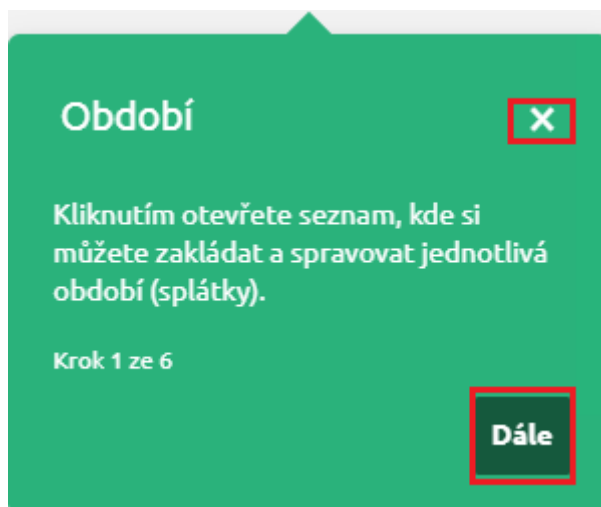 Období
Kliknutím otevřete seznam, kde si
můžete zakládat a spravovat jednotlivá
období (splátky).
Krok 1 ze 6
Dále